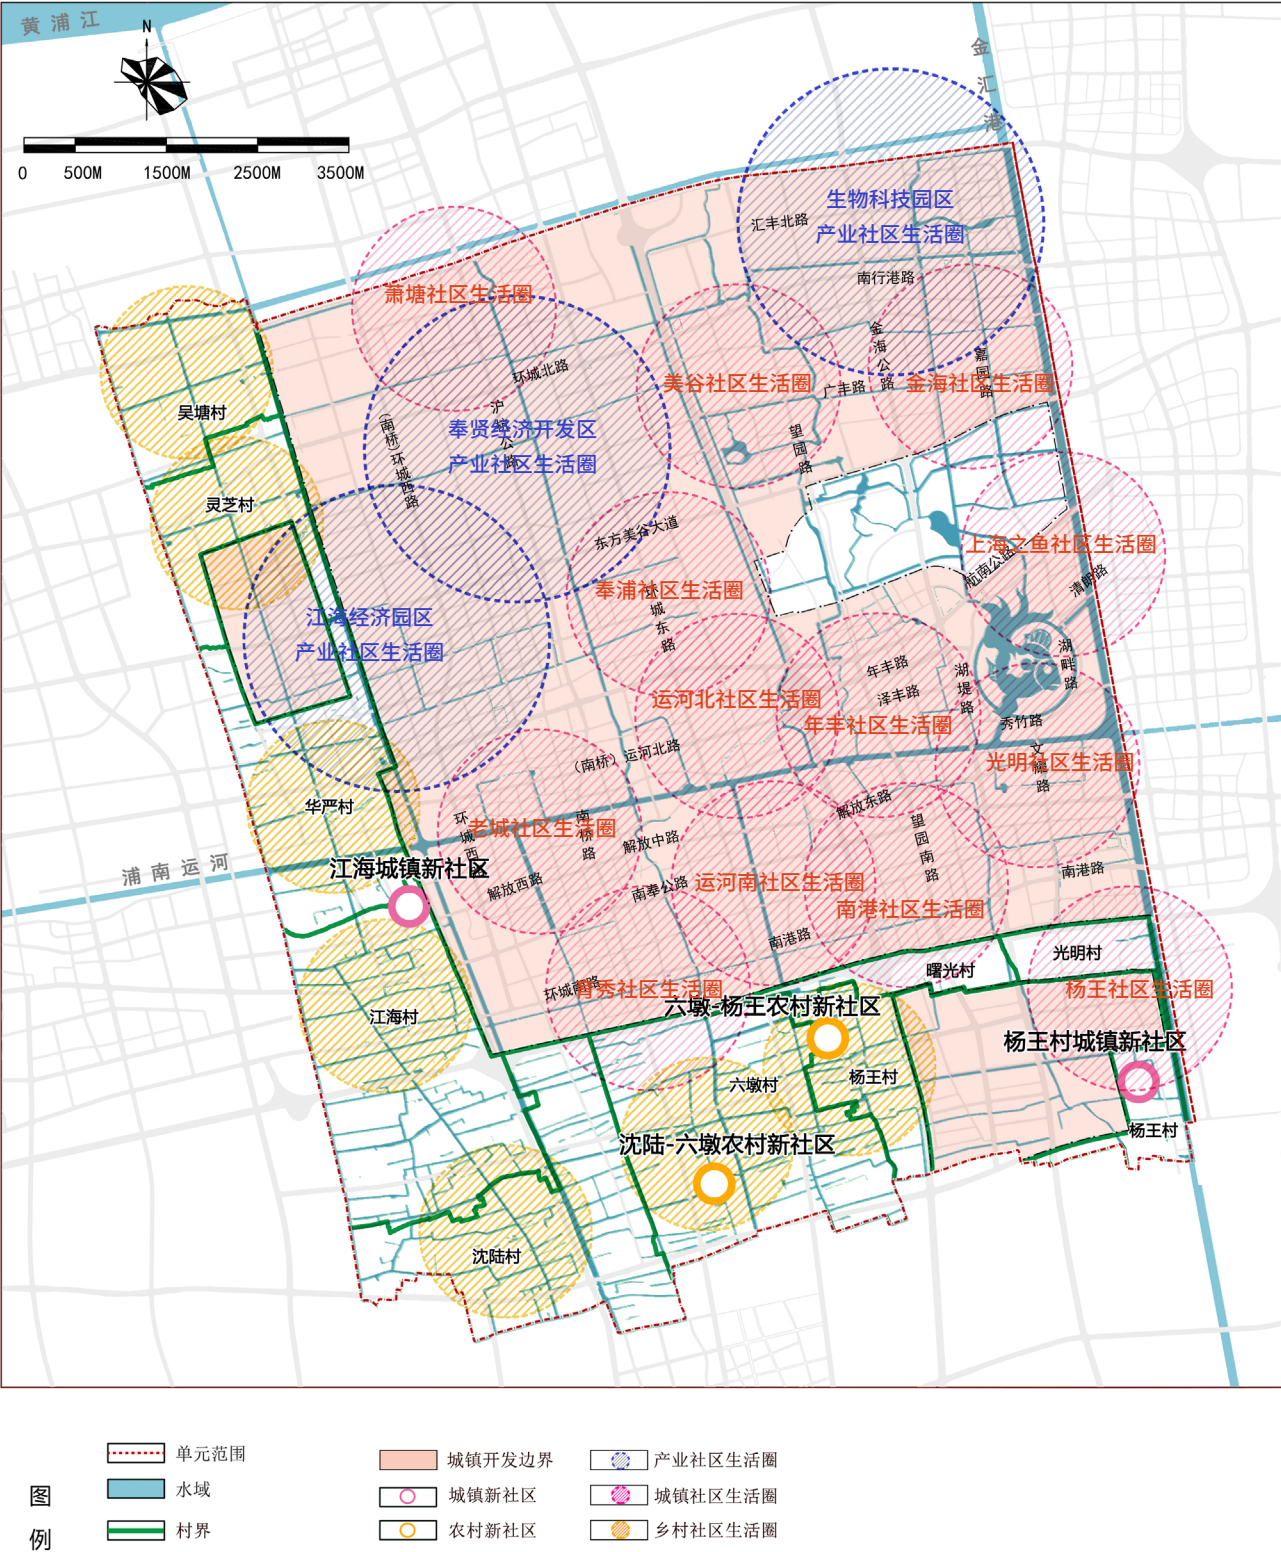 黄浦江
N
金汇港
0 500M 1500M 2500M 3500M
生物科技园区
产业社区生活圈
汇丰北路
南行港路
萧塘社区生活圈
金海公路
嘉园路
环城北路
美谷社区生活圈
广丰路
金海社区生活圈
吴塘村
(南桥)环城西路
沪杭公路
奉贤经济开发区
产业社区生活圈
望园路
灵芝村
东方美谷大道
上海之鱼社区生活圈
航南公路
清朗路
奉浦社区生活圈
环城东路
江海经济园区
产业社区生活圈
年丰路
湖堤路
湖畔路
泽丰路
运河北社区生活圈
年丰社区生活圈
秀竹路
(南桥)运河北路
光明社区生活圈
华严村
解放东路
环城西
老城社区生活圈
南桥路
解放中路
望园南路
浦南运河
江海城镇新社区
南港路
解放西路
南奉公路
运河南社区生活圈
南港社区生活圈
南港路
光明村
曙光村
环城南路
肖秀社区生活圈
杨王社区生活圈
六墩-杨王农村新社区
江海村
杨王村城镇新社区
六墩村
杨王村
杨王村
沈陆-六墩农村新社区
沈陆村
图例
单元范围
水域
村界
城镇开发边界
城镇新社区
农村新社区
产业社区生活圈
城镇社区生活圈
乡村社区生活圈